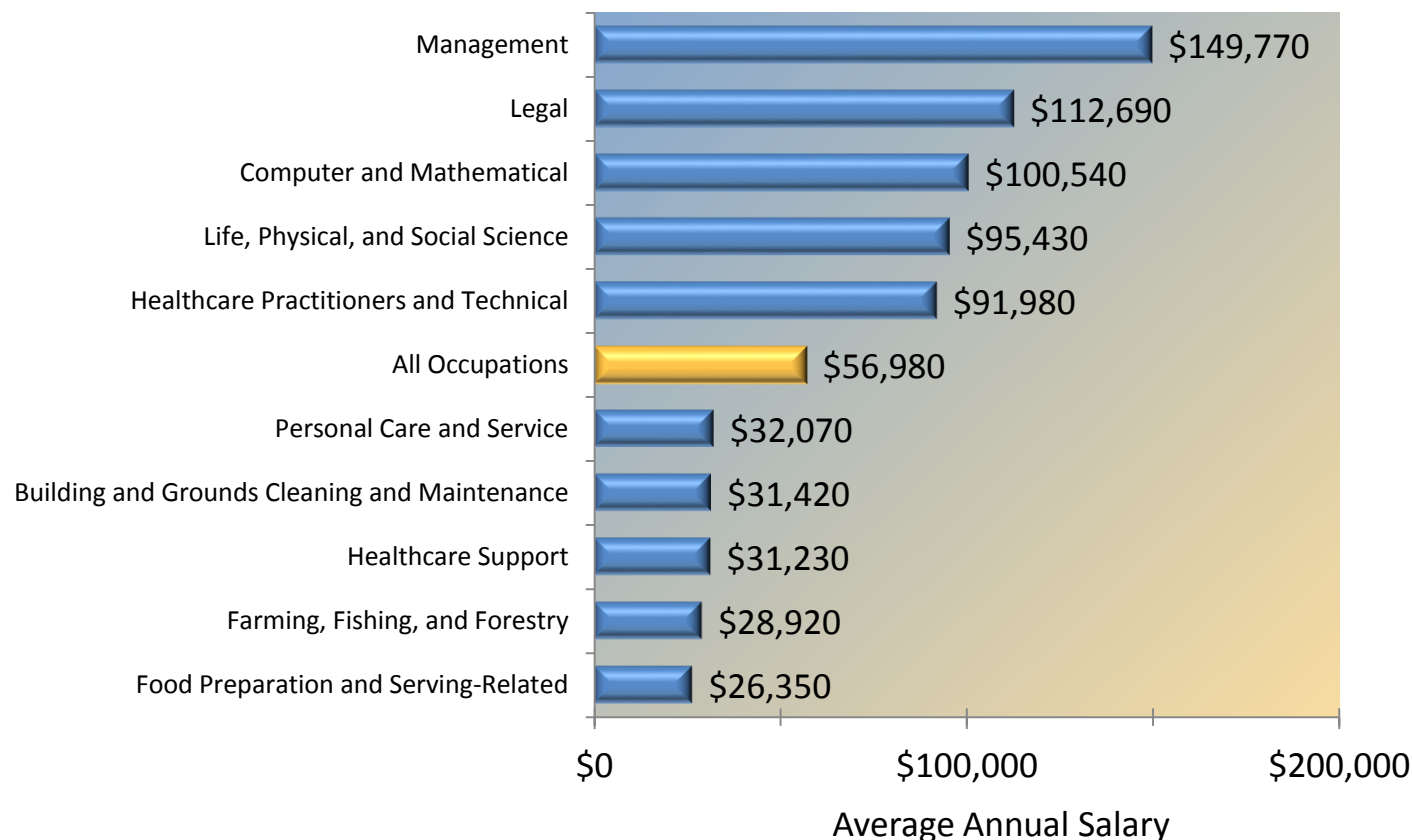 Management $149,770
Legal $112,690
Computer and Mathematical $100,540
Life, Physical, and Social Science $95,430
Healthcare Practitioners and Technical $91,980
All Occupations $56,980
Personal Care and Service $32,070
Building and Grounds Cleaning and Maintenance $31,420
Healthcare Support $31,230
Farming, Fishing, and Forestry $28,920
Food Preparation and Serving-Related $26,350
$0 $100,000 $200,000
Average Annual Salary